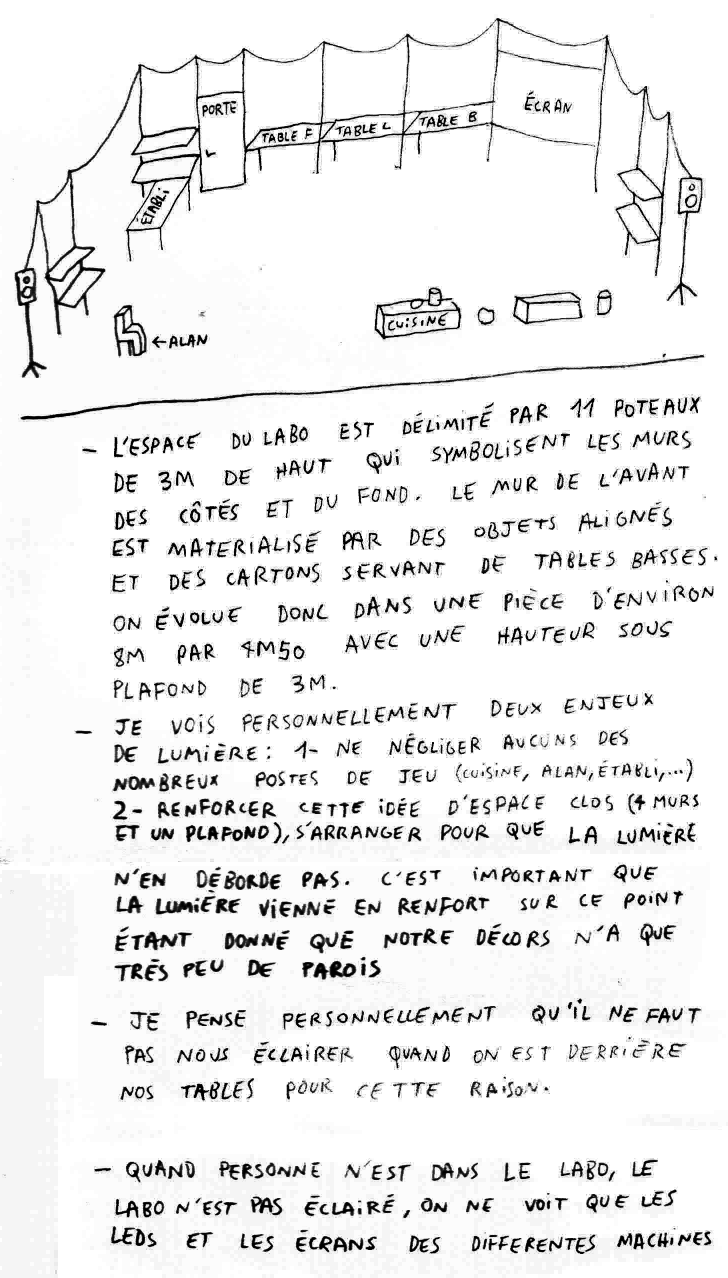 PORTE
ÉCRAN
TABLE F
TABLE L
TABLE B
ÉTABLI
CUISINE
←ALAN
- L'ESPACE DU LABO EST DÉLIMITÉ PAR 11 POTEAUX
DE 3M DE HAUT QUI SYMBOLISENT LES MURS
DES CÔTÉS ET DU FOND. LE MUR DE L'AVANT
EST MATERIALISÉ PAR DES OBJETS ALIGNÉS
ET DES CARTONS SERVANT DE TABLES BASSES.
ON ÉVOLUE DONC DANS UNE PIÈCE D'ENVIRON
8M PAR 4M50 AVEC UNE HAUTEUR SOUS
PLAFOND DE 3M.
- JE VOIS PERSONNELLEMENT DEUX ENJEUX
DE LUMIÈRE: 1- NE NÉGLIGER AUCUNS DES
NOMBREUX POSTES DE JEU (CUISINE, ALAN, ÉTABLI,...)
2- RENFORCER CETTE IDÉE D'ESPACE CLOS (4 MURS
ET UN PLAFOND), S'ARRANGER POUR QUE LA LUMIÈRE
N'EN DÉBORDE PAS. C'EST IMPORTANT QUE
LA LUMIÈRE VIENNE EN RENFORT SUR CE POINT
ÉTANT DONNÉ QUE NOTRE DÉCORS N'A QUE
TRÈS PEU DE PAROIS
- JE PENSE PERSONNELLEMENT QU'IL NE FAUT
PAS NOUS ÉCLAIRER QUAND ON EST DERRIÈRE
NOS TABLES POUR CETTE RAISON.
- QUAND PERSONNE N'EST DANS LE LABO, LE
LABO N'EST PAS ÉCLAIRÉ, ON NE VOIT QUE LES
LEDS ET LES ÉCRANS DES DIFFERENTES MACHINES